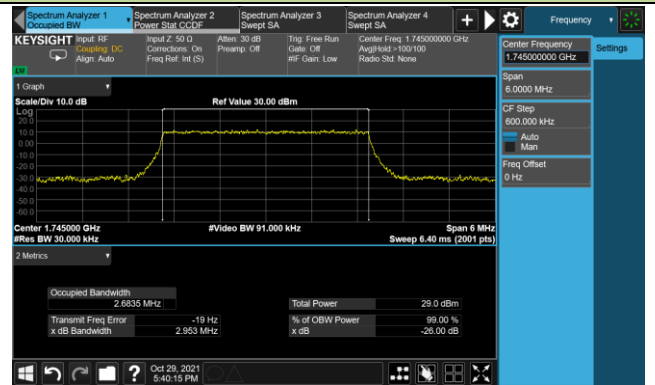 Spectrum Analyzer 1
Occupied BW
Spectrum Analyzer 2
Power Stat CCDF
Spectrum Analyzer 3
Swept SA
Spectrum Analyzer 4
Swept SA
+
Frequency
KEYSIGHT
Input: RF
Coupling: DC
Align: Auto
Input Z: 50 Ω
Corrections: On
Freq Ref: Int (S)
Atten: 30 dB
Preamp: Off
Trig: Free Run
Gate: Off
#IF Gain: Low
Center Freq: 1.745000000 GHz
Avg|Hold:>100/100
Radio Std: None
LW
Center Frequency
1.745000000 GHz
Settings
Span
6.0000 MHz
CF Step
600.000 kHz
Auto
Man
Freq Offset
0 Hz
1 Graph
Scale/Div 10.0 dB
Ref Value 30.00 dBm
Log
20.0
10.0
0.00
-10.0
-20.0
-30.0
-40.0
-50.0
-60.0
Center 1.745000 GHz
#Video BW 91.000 kHz
Span 6 MHz
#Res BW 30.000 kHz
Sweep 6.40 ms (2001 pts)
2 Metrics
Occupied Bandwidth
2.6835 MHz
Total Power
29.0 dBm
Transmit Freq Error
-19 Hz
% of OBW Power
99.00 %
x dB Bandwidth
2.953 MHz
x dB
-26.00 dB
?
Oct 29, 2021
5:40:15 PM